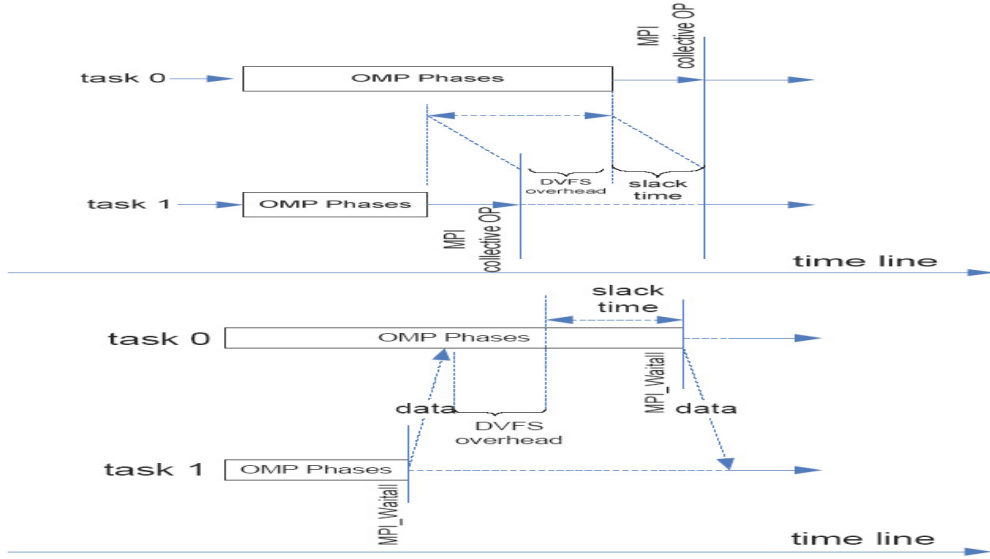 MPI
collective OP
task 0
OMP Phases
DVFS
overhead
slack
time
task 1
OMP Phases
MPI
collective OP
time line
slack
time
task 0
OMP Phases
MPI_Waitall
data
data
DVFS
overhead
task 1
OMP Phases
MPI_Waitall
time line